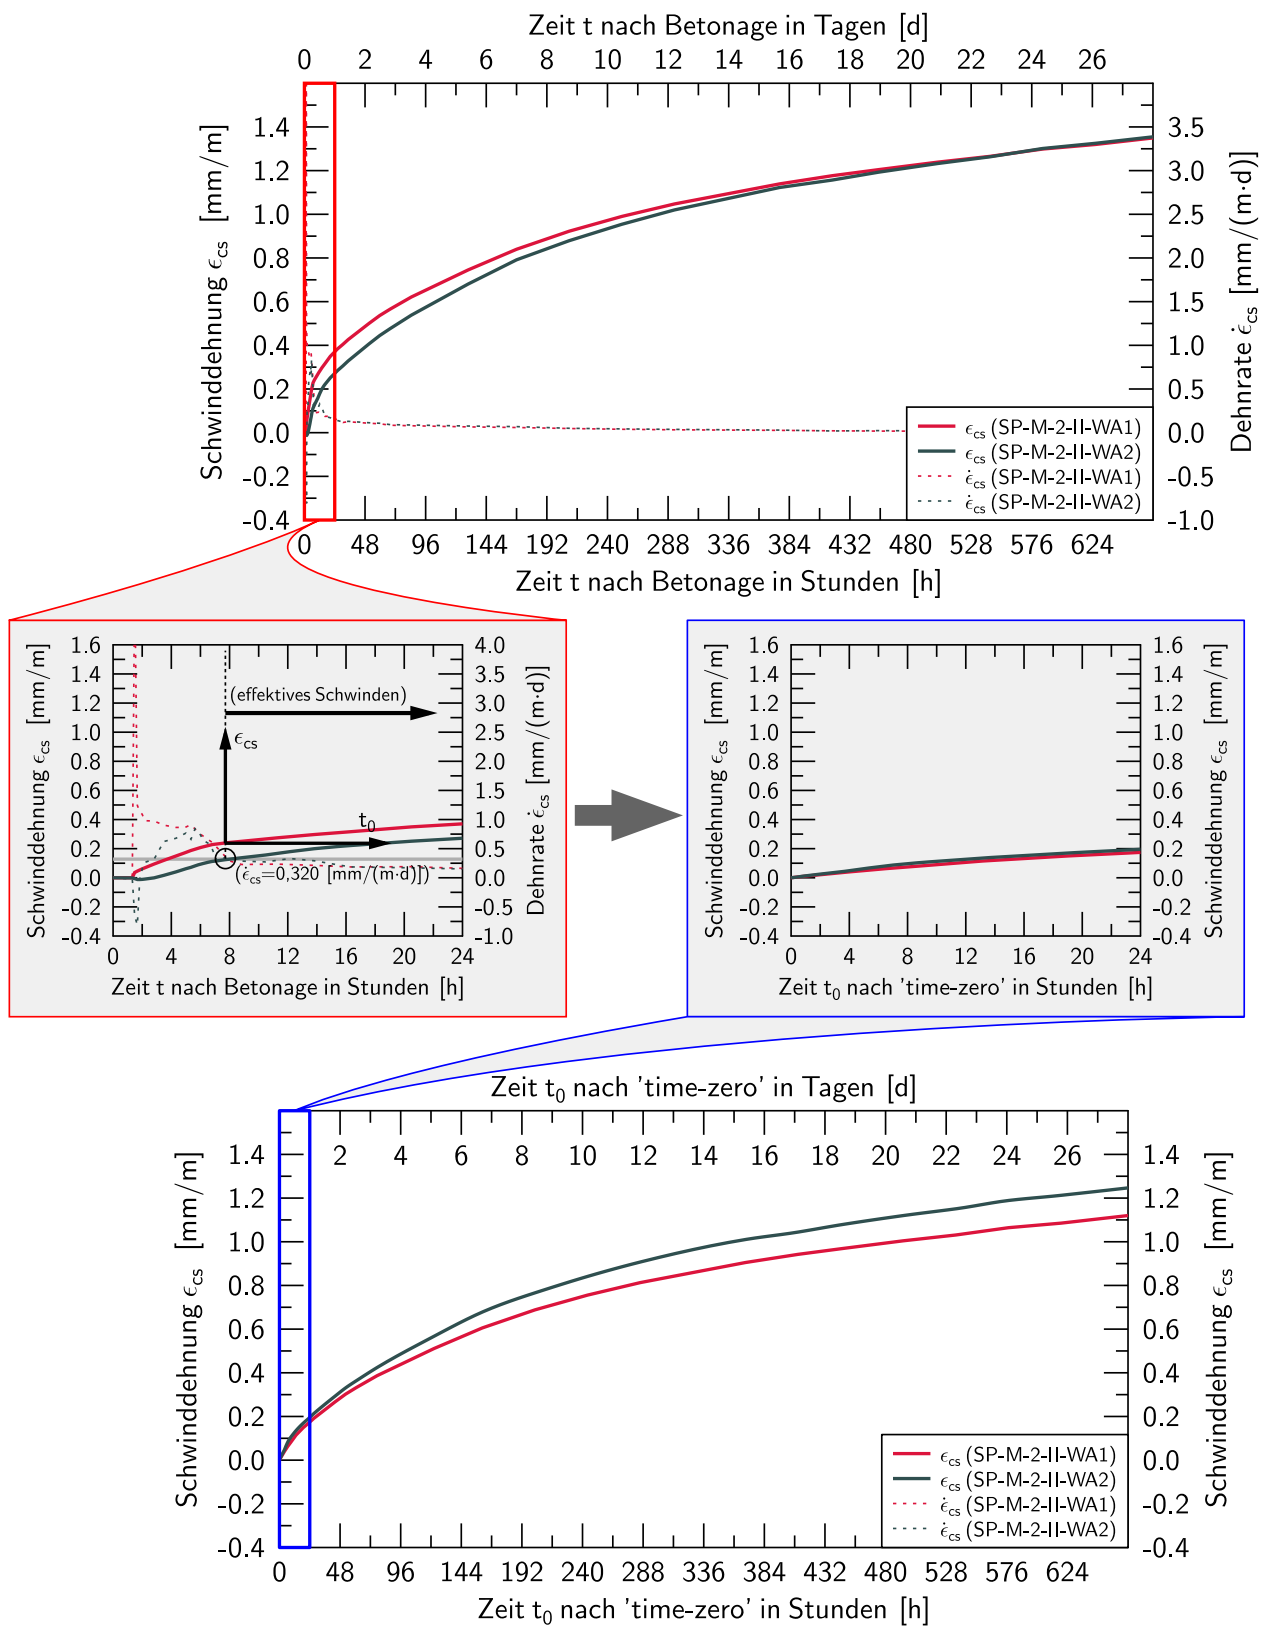 Zeit t nach Betonage in Tagen [d]
0 2 4 6 8 10 12 14 16 18 20 22 24 26
Schwinddehnung ϵcs [mm/m]
1.4
1.2
1.0
0.8
0.6
0.4
0.2
0.0
-0.2
-0.4
3.5
3.0
2.5
2.0
1.5
1.0
0.5
0.0
-0.5
-1.0
Dehnrate ϵ̇cs [mm/(m·d)]
ϵcs (SP-M-2-II-WA1)
ϵcs (SP-M-2-II-WA2)
ϵ̇cs (SP-M-2-II-WA1)
ϵ̇cs (SP-M-2-II-WA2)
0 48 96 144 192 240 288 336 384 432 480 528 576 624
Zeit t nach Betonage in Stunden [h]
Schwinddehnung ϵcs [mm/m]
1.6
1.4
1.2
1.0
0.8
0.6
0.4
0.2
0.0
-0.2
-0.4
(effektives Schwinden)
ϵcs
t0
(ϵ̇cs=0,320 [mm/(m·d)])
4.0
3.5
3.0
2.5
2.0
1.5
1.0
0.5
0.0
-0.5
-1.0
Dehnrate ϵ̇cs [mm/(m·d)]
0 4 8 12 16 20 24
Zeit t nach Betonage in Stunden [h]
Schwinddehnung ϵcs [mm/m]
1.6
1.4
1.2
1.0
0.8
0.6
0.4
0.2
0.0
-0.2
-0.4
1.6
1.4
1.2
1.0
0.8
0.6
0.4
0.2
0.0
-0.2
-0.4
Schwinddehnung ϵcs [mm/m]
0 4 8 12 16 20 24
Zeit t0 nach 'time-zero' in Stunden [h]
Zeit t0 nach 'time-zero' in Tagen [d]
2 4 6 8 10 12 14 16 18 20 22 24 26
Schwinddehnung ϵcs [mm/m]
1.4
1.2
1.0
0.8
0.6
0.4
0.2
0.0
-0.2
-0.4
1.4
1.2
1.0
0.8
0.6
0.4
0.2
0.0
-0.2
-0.4
Schwinddehnung ϵcs [mm/m]
ϵcs (SP-M-2-II-WA1)
ϵcs (SP-M-2-II-WA2)
ϵ̇cs (SP-M-2-II-WA1)
ϵ̇cs (SP-M-2-II-WA2)
0 48 96 144 192 240 288 336 384 432 480 528 576 624
Zeit t0 nach 'time-zero' in Stunden [h]